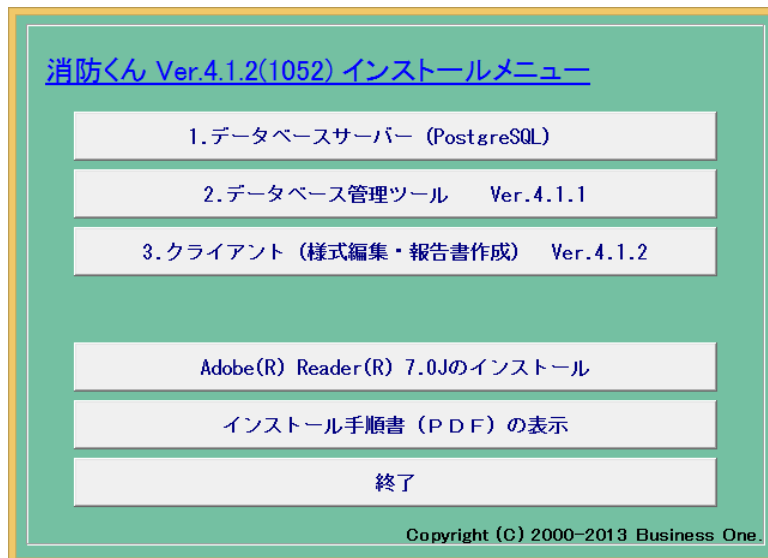 消防くん Ver.4.1.2(1052) インストールメニュー
1.データベースサーバー (PostgreSQL)
2.データベース管理ツール　Ver.4.1.1
3.クライアント (様式編集・報告書作成)　Ver.4.1.2
Adobe(R) Reader(R) 7.0Jのインストール
インストール手順書（ＰＤＦ）の表示
終了
Copyright (C) 2000-2013 Business One.